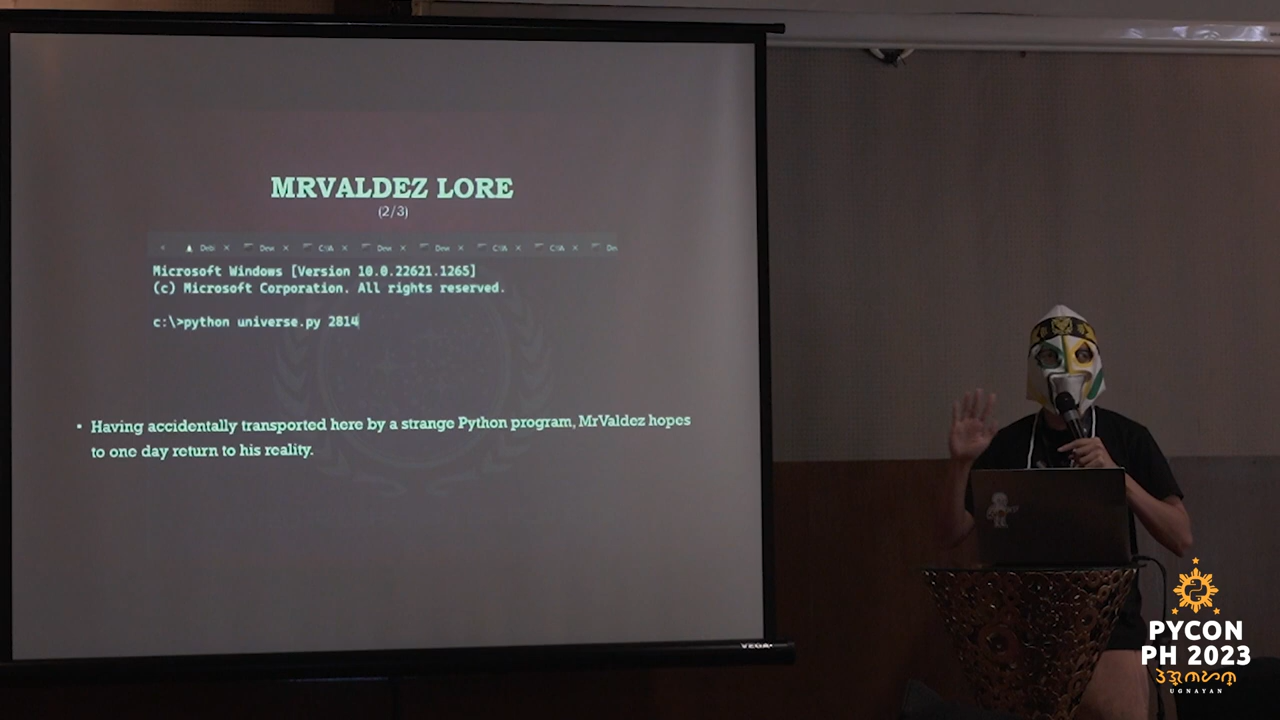 MRVALDEZ LORE
(2/3)
Microsoft Windows [Version 10.0.22621.1265]
(c) Microsoft Corporation. All rights reserved.
c:\>python universe.py 2814
• Having accidentally transported here by a strange Python program, MrValdez hopes
to one day return to his reality.
VEGA
PYCON
PH 2023
UGNAYAN